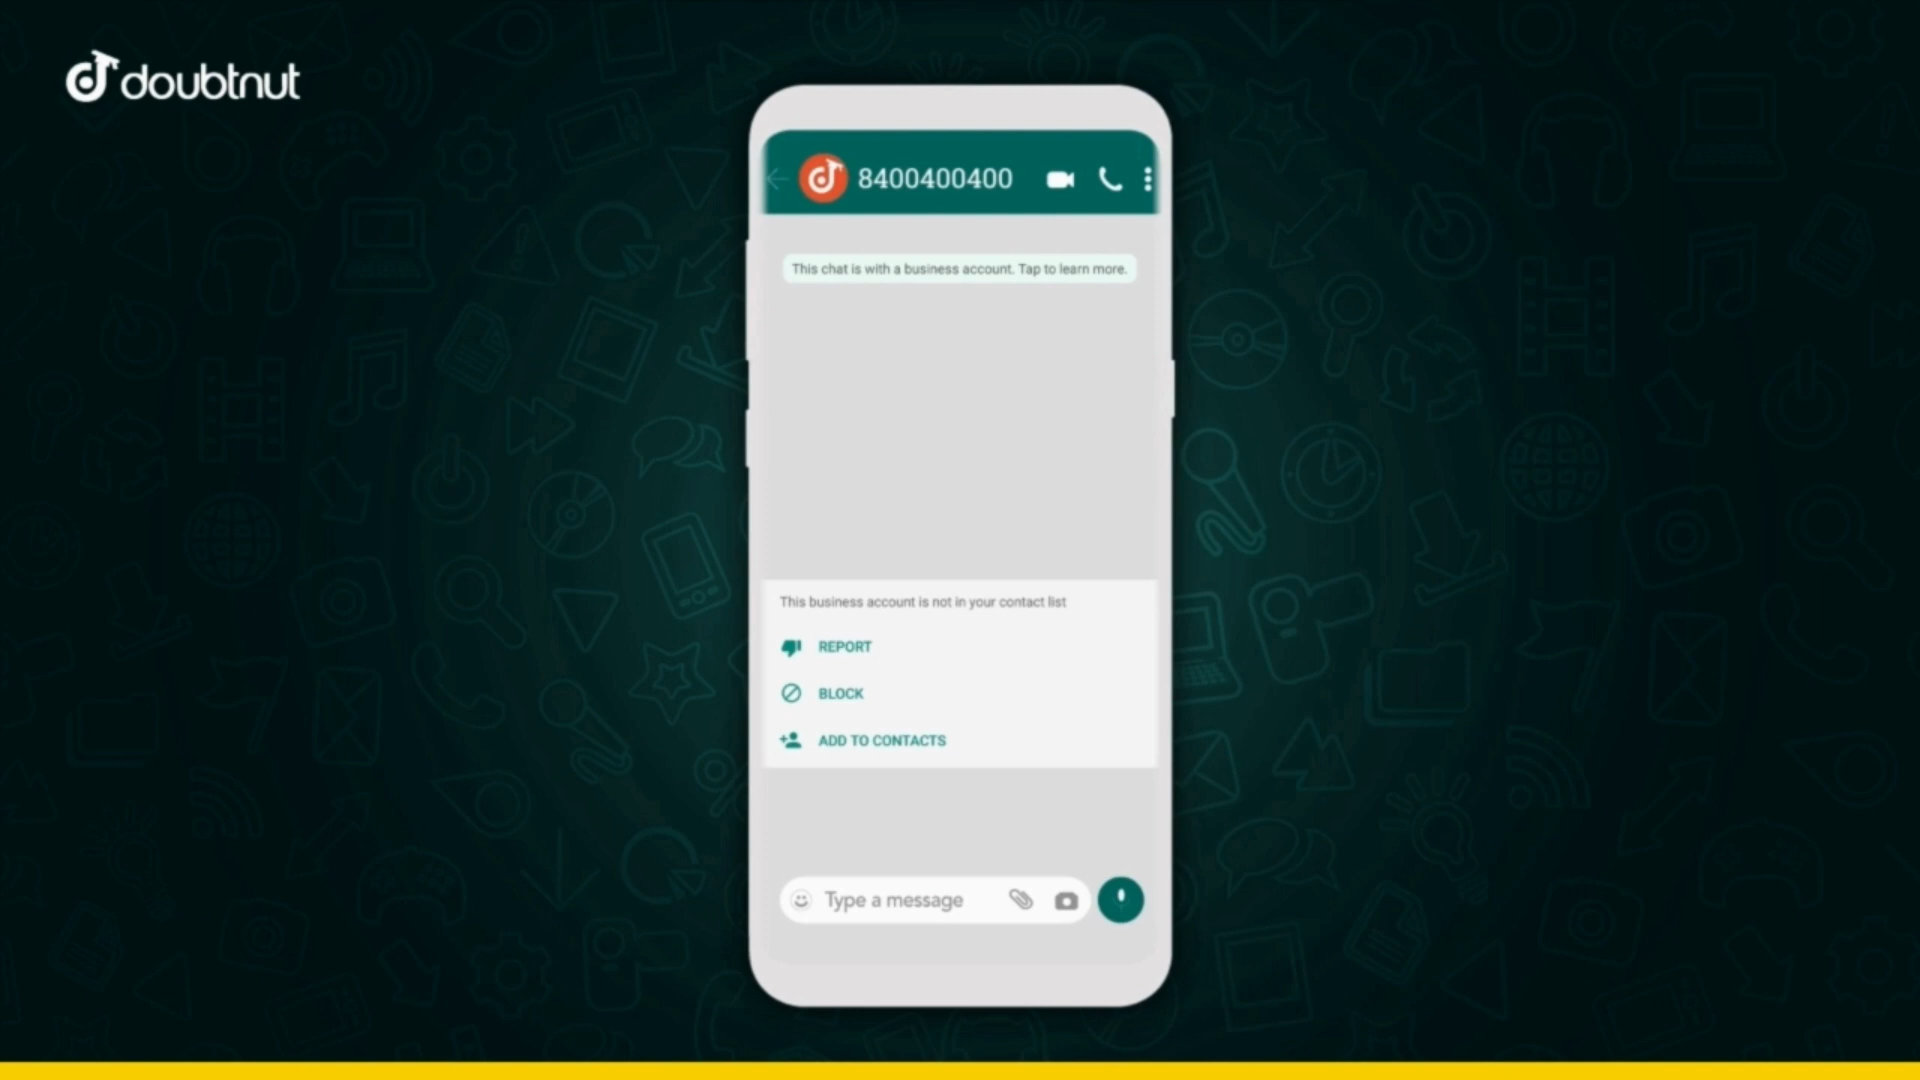 doubtnut
8400400400
This chat is with a business account. Tap to learn more.
This business account is not in your contact list
REPORT
BLOCK
ADD TO CONTACTS
Type a message